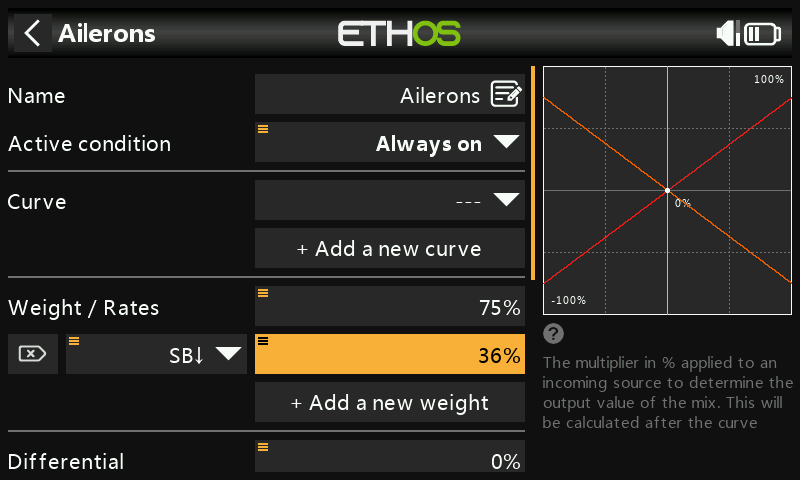 Ailerons
ETHOS
Name
Ailerons
Active condition
Always on
Curve
---
+ Add a new curve
Weight / Rates
75%
SB↓
36%
+ Add a new weight
Differential
0%
100%
0%
-100%
?
The multiplier in % applied to an
incoming source to determine the
output value of the mix. This will
be calculated after the curve